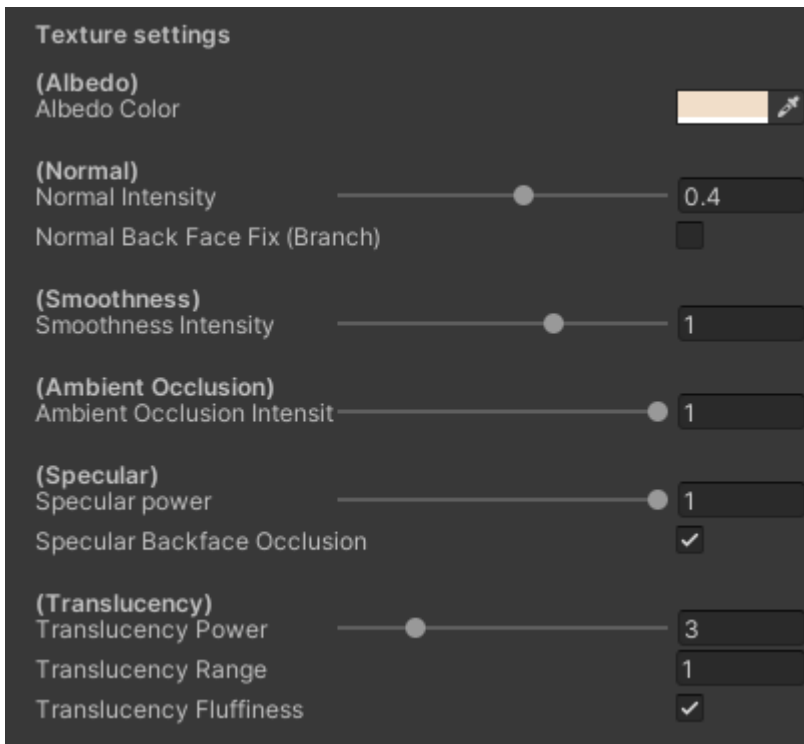 Texture settings
(Albedo)
Albedo Color
(Normal)
Normal Intensity 0.4
Normal Back Face Fix (Branch)
(Smoothness)
Smoothness Intensity 1
(Ambient Occlusion)
Ambient Occlusion Intensit 1
(Specular)
Specular power 1
Specular Backface Occlusion
(Translucency)
Translucency Power 3
Translucency Range 1
Translucency Fluffiness